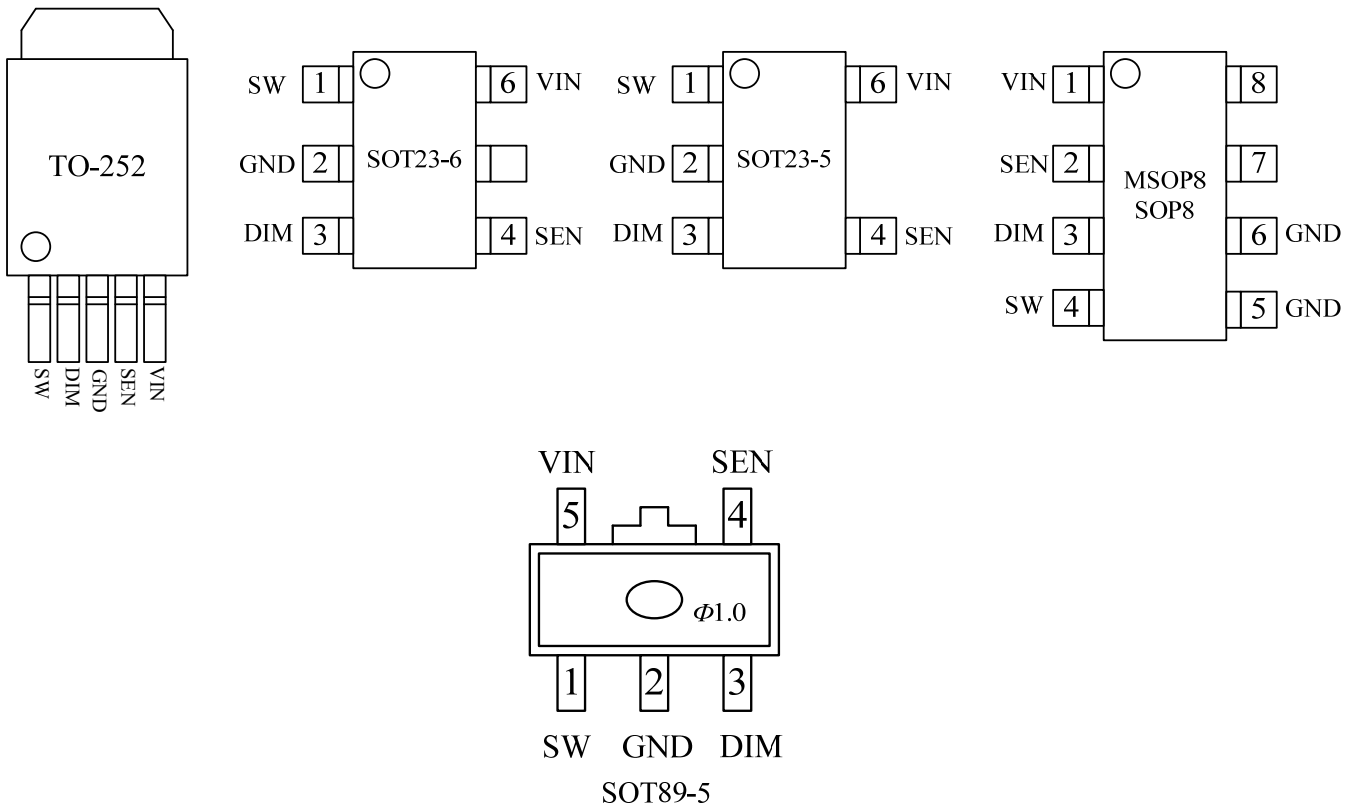 TO-252
SW
DIM
GND
SEN
VIN
SW 1 6 VIN
GND 2 SOT23-6
DIM 3 4 SEN
SW 1 6 VIN
GND 2 SOT23-5
DIM 3 4 SEN
VIN 1 8
SEN 2 7
MSOP8
SOP8
DIM 3 6 GND
SW 4 5 GND
VIN SEN
5 4
Φ1.0
1 2 3
SW GND DIM
SOT89-5